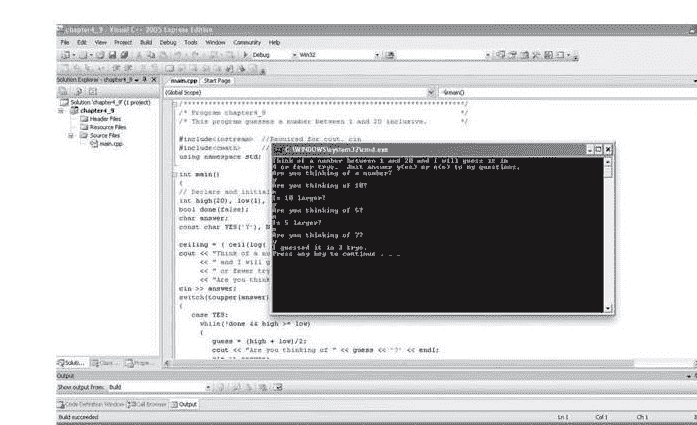 chapter4_9 - Visual C++ 2005 Express Edition
File Edit View Project Build Debug Tools Window Community Help
Debug Win32
Solution Explorer - chapter4_9
main.cpp Start Page
(Global Scope) main()
Solution 'chapter4_9' (1 project)
chapter4_9
Header Files
Resource Files
Source Files
main.cpp
/* Program chapter4_9 */
/* This program guesses a number between 1 and 20 inclusive. */
#include<iostream> //Required for cout, cin
#include<cmath>
using namespace std;
int main()
{
// Declare and initial
int high(20), low(1),
bool done(false);
char answer;
const char YES('Y'),
ceiling = ( ceil(log(
cout << "Think of a
<< " and I will g
<< " or fewer try
<< "Are you think
cin >> answer;
switch(toupper(answer)
{
case YES:
while(!done && high >= low)
{
guess = (high + low)/2;
cout << "Are you thinking of " << guess << '?' << endl;
C:\WINDOWS\system32\cmd.exe
Think of a number between 1 and 20 and I will guess it in
or fewer trys. Just answer y(es) or n(o) to my questions.
Are you thinking of a number?
y
Are you thinking of 10?
n
Is 10 larger?
y
Are you thinking of 5?
n
Is 5 larger?
n
Are you thinking of 7?
y
I guessed it in 3 trys.
Press any key to continue . . .
Solutio... Class... Prope...
Output
Show output from: Build
Code Definition Window Call Browser Output
Build succeeded Ln 1 Col 1 Ch 1